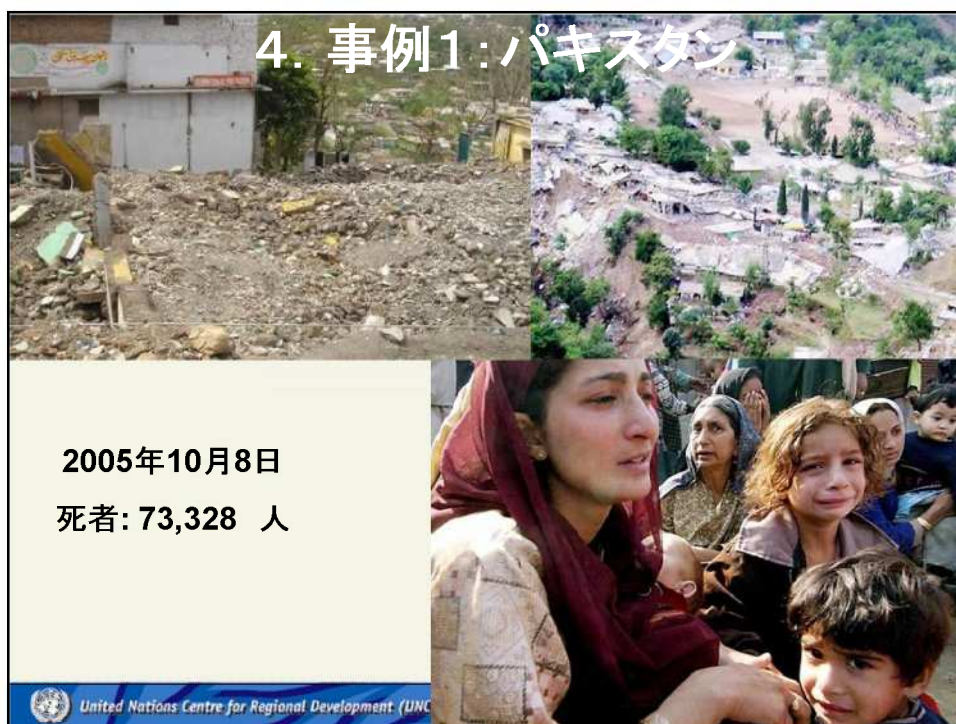 ４．事例１：パキスタン
2005年10月8日
死者: 73,328 人
United Nations Centre for Regional Development (UNC